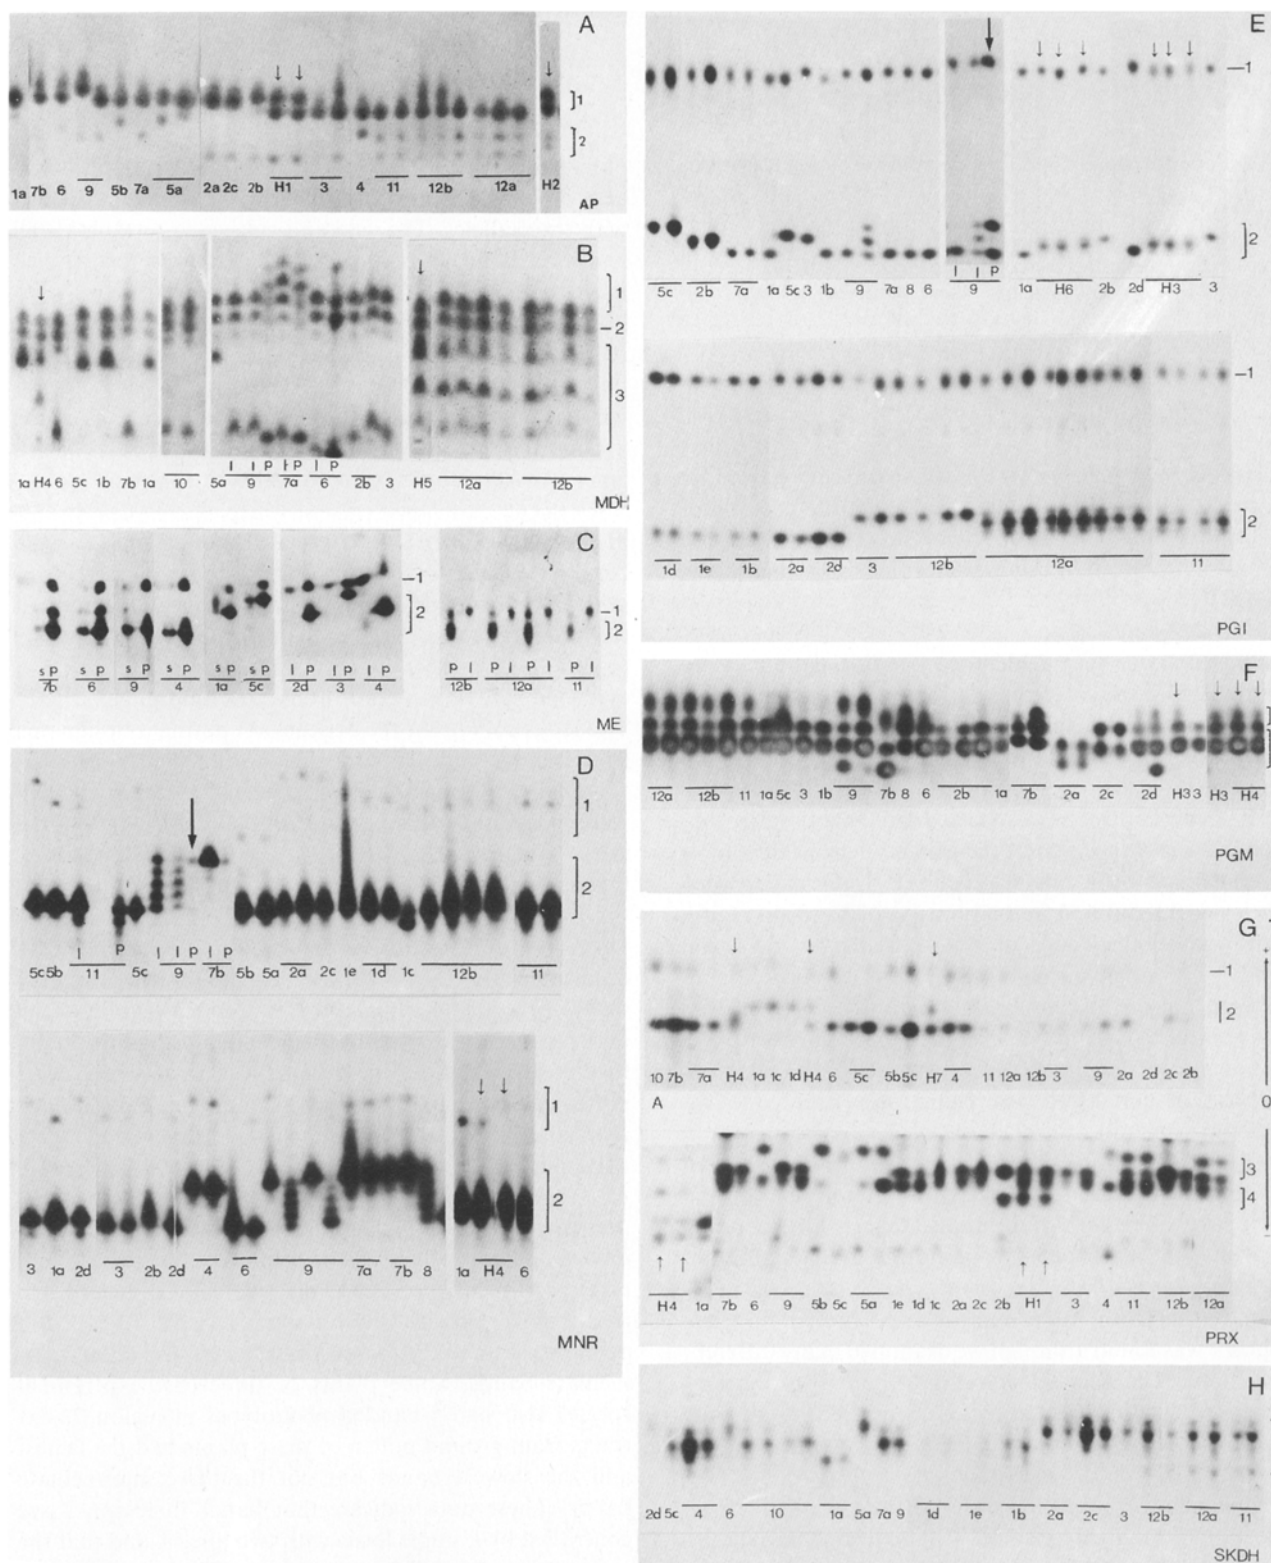 A
1
2
1a 7b 6 9 5b 7a 5a 2a 2c 2b H1 3 4 11 12b 12a H2
AP
B
1
2
3
l l p l p l p
1a H4 6 5c 1b 7b 1a 10 5a 9 7a 6 2b 3 H5 12a 12b
MDH
C
1
2
1
2
s p s p s p s p s p s p l p l p l p p l p l p l p l
7b 6 9 4 1a 5c 2d 3 4 12b 12a 11
ME
D
1
2
l p l l p l p
5c 5b 11 5c 9 7b 5b 5a 2a 2c 1e 1d 1c 12b 11
1
2
3 1a 2d 3 2b 2d 4 6 9 7a 7b 8 1a H4 6
MNR
E
1
2
l l p
5c 2b 7a 1a 5c 3 1b 9 7a 8 6 9 1a H6 2b 2d H3 3
1
2
1d 1e 1b 2a 2d 3 12b 12a 11
PGI
F
12a 12b 11 1a 5c 3 1b 9 7b 8 6 2b 1a 7b 2a 2c 2d H3 3 H3 H4
PGM
G
1
2
10 7b 7a H4 1a 1c 1d H4 6 5c 5b 5c H7 4 11 12a 12b 3 9 2a 2d 2c 2b
A
0
3
4
H4 1a 7b 6 9 5b 5c 5a 1e 1d 1c 2a 2c 2b H1 3 4 11 12b 12a
PRX
H
2d 5c 4 6 10 1a 5a 7a 9 1d 1e 1b 2a 2c 3 12b 12a 11
SKDH